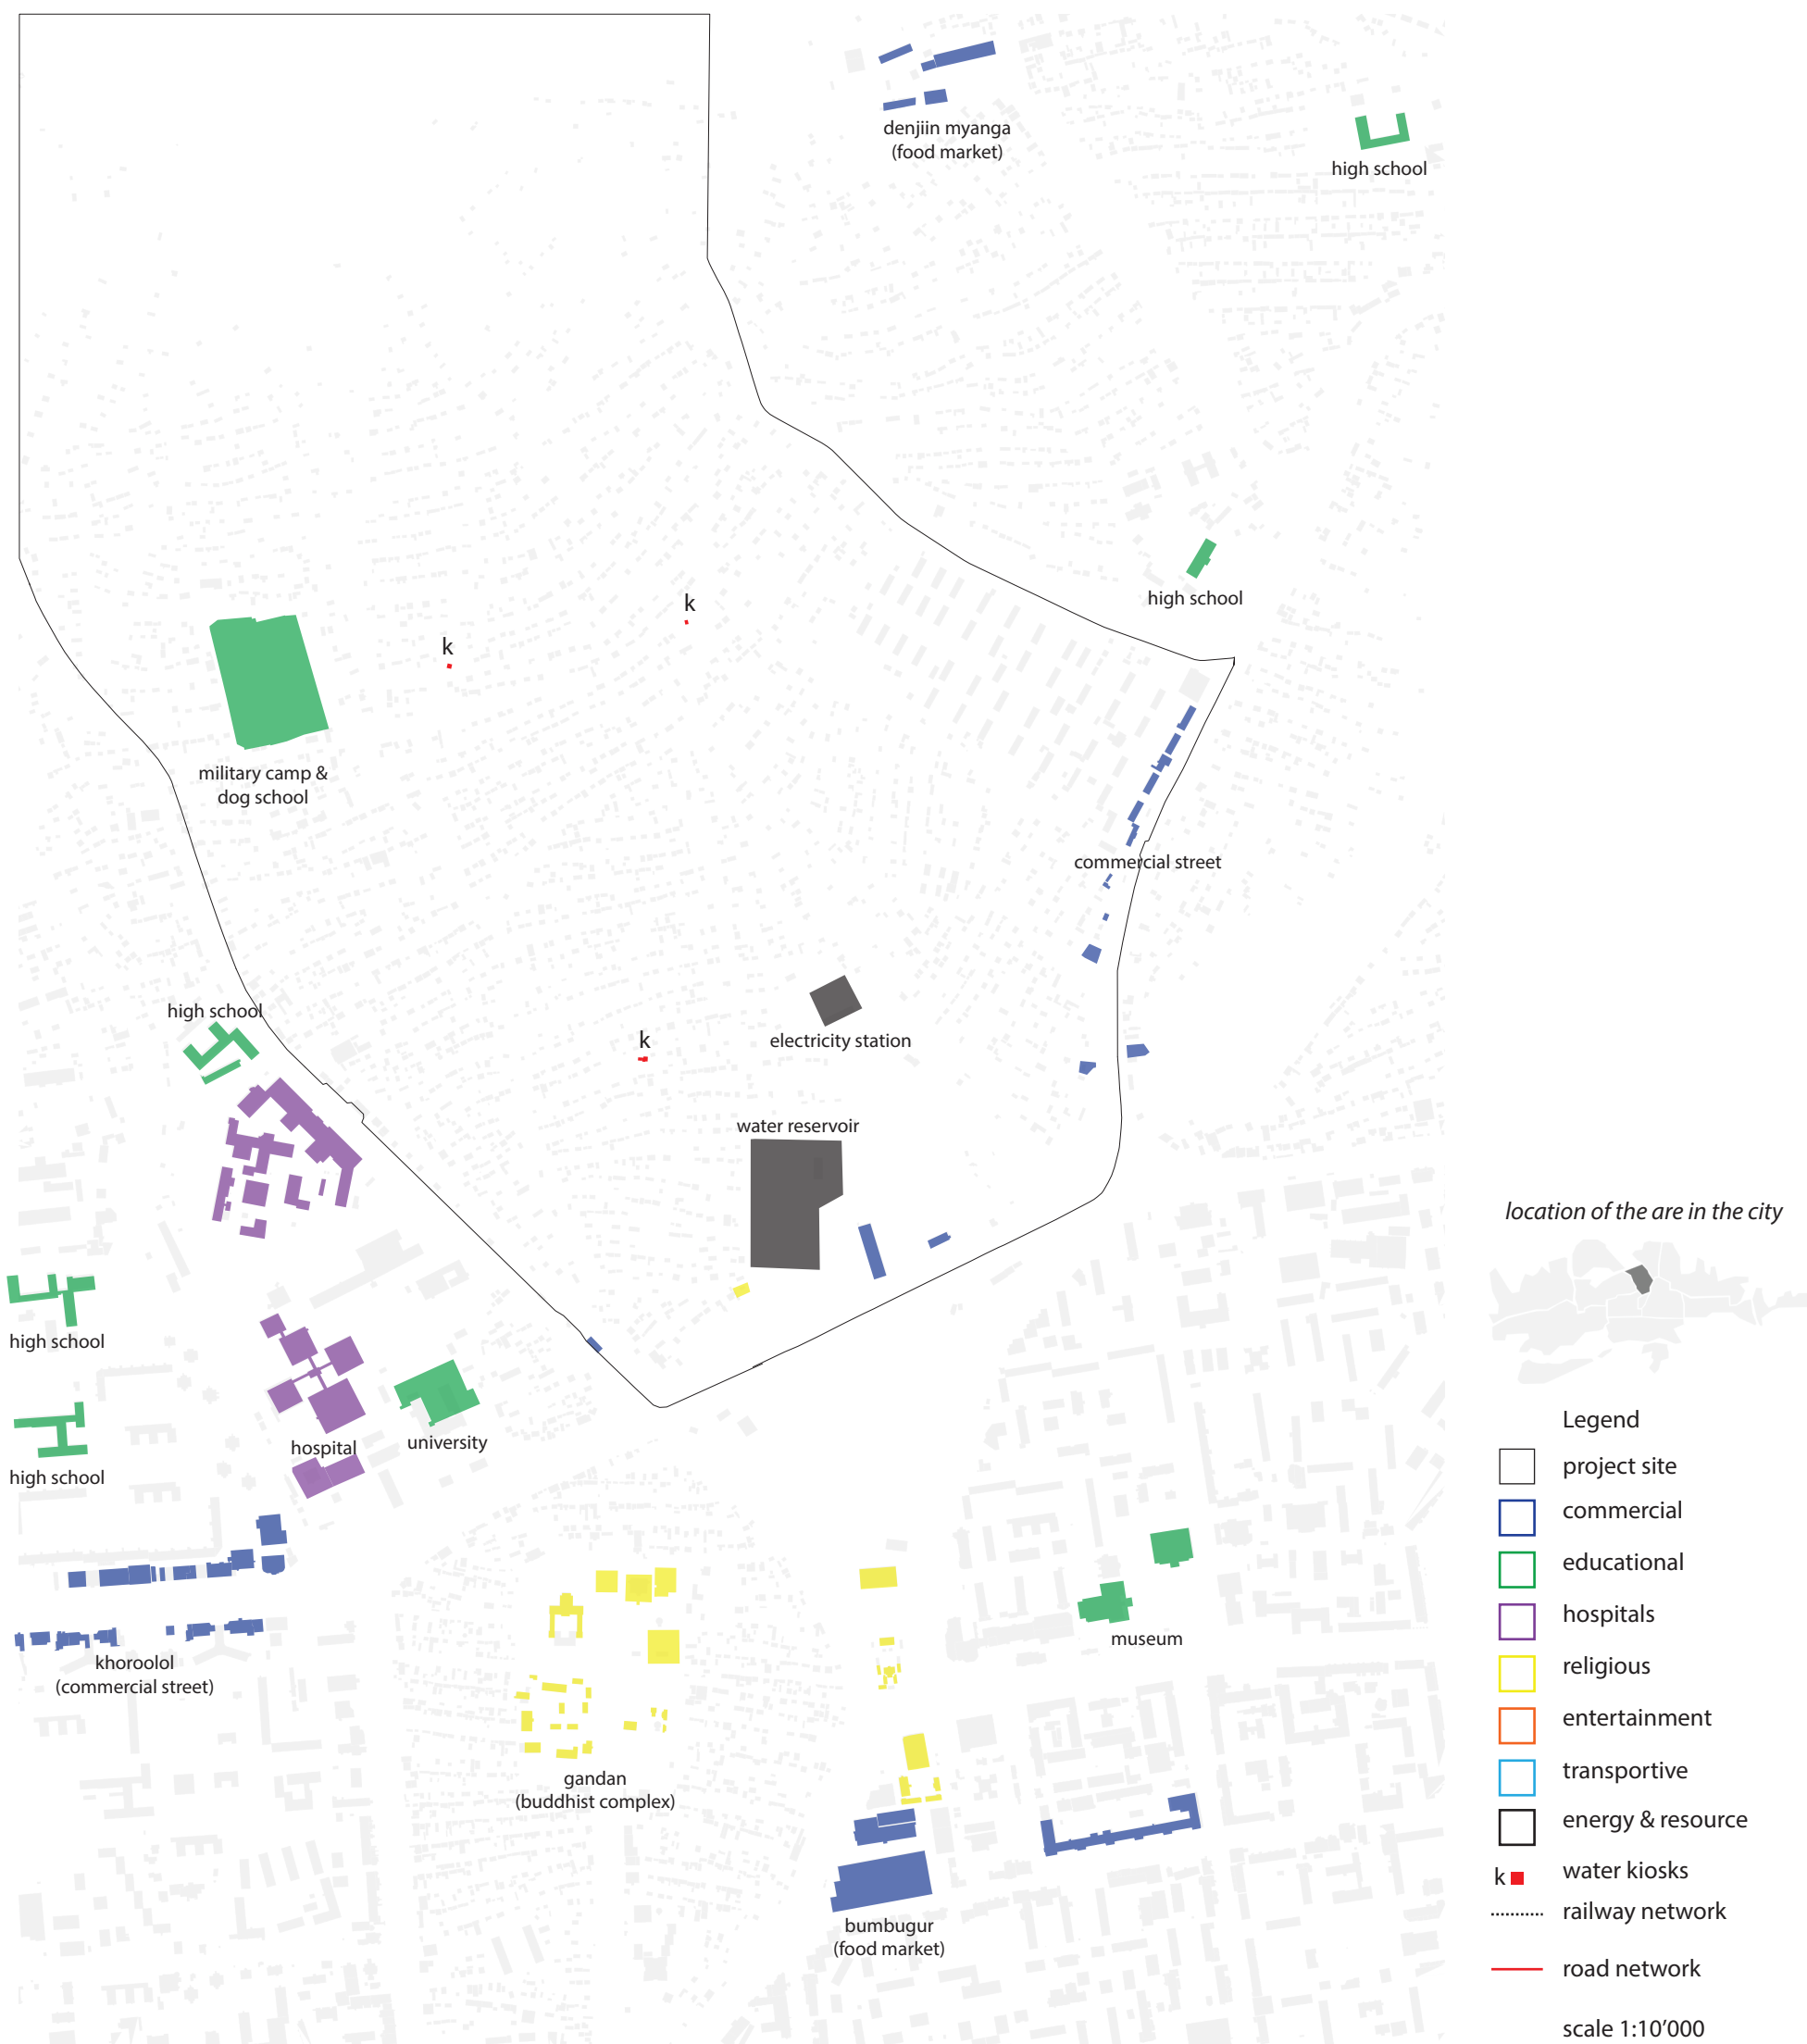 denjiin myanga
(food market)
high school
high school
k
k
military camp &
dog school
commercial street
high school
electricity station
k
water reservoir
location of the are in the city
high school
hospital
university
high school
Legend
project site
commercial
educational
hospitals
religious
entertainment
transportive
energy & resource
k
water kiosks
railway network
road network
scale 1:10'000
museum
khoroolol
(commercial street)
gandan
(buddhist complex)
bumbugur
(food market)